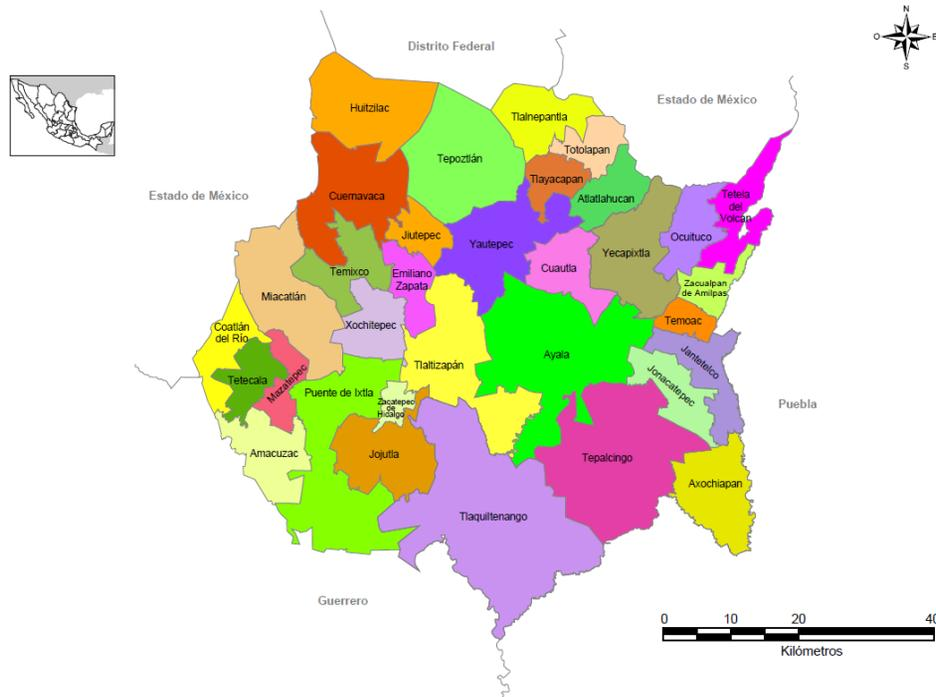 N
O
E
S
Distrito Federal
Estado de México
Estado de México
Huitzilac
Tlalnepantla
Totolapan
Tepoztlán
Tlayacapan
Atlatlahucan
Cuernavaca
Tetela
del
Volcán
Jiutepec
Yautepec
Ocuituco
Yecapixtla
Temixco
Emiliano
Zapata
Cuautla
Zacualpan
de Amilpas
Miacatlán
Xochitepec
Temoac
Coatlán
del Río
Ayala
Jantetelco
Tlaltizapán
Jonacatepec
Tetecala
Mazatepec
Puente de Ixtla
Zacatepec
de
Hidalgo
Puebla
Amacuzac
Jojutla
Tepalcingo
Axochiapan
Tlaquiltenango
Guerrero
0 5 10 20 40
Kilómetros